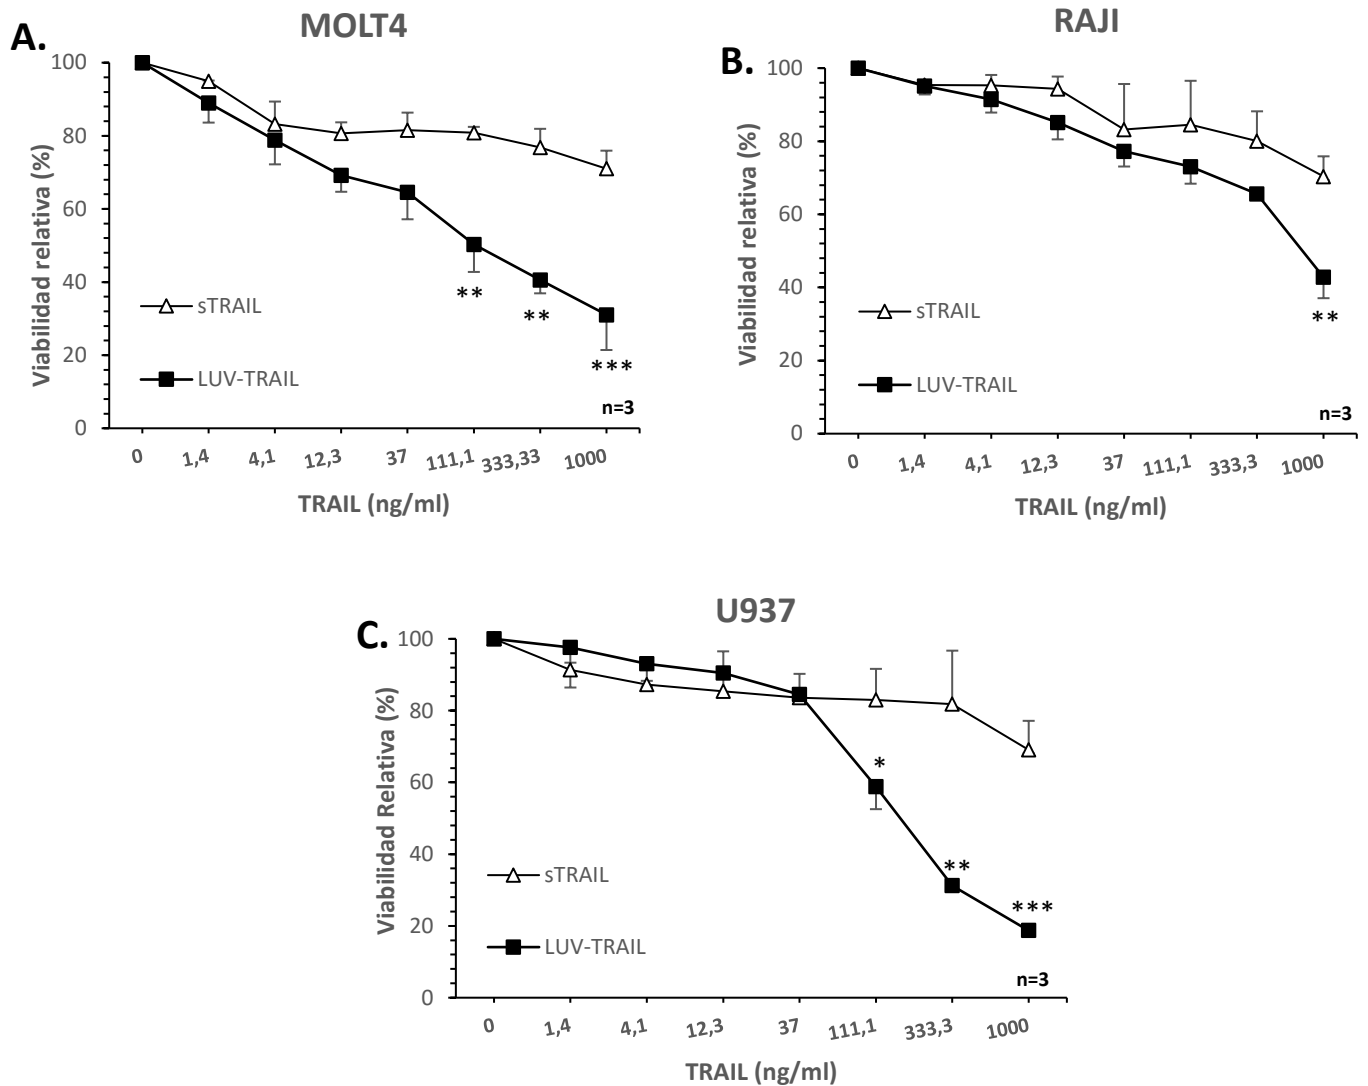 A.
MOLT4
Viabilidad relativa (%)
100
80
60
40
20
0
sTRAIL
LUV-TRAIL
**
**
***
n=3
0 1,4 4,1 12,3 37 111,1 333,33 1000
TRAIL (ng/ml)
B.
RAJI
Viabilidad relativa (%)
100
80
60
40
20
0
sTRAIL
LUV-TRAIL
**
n=3
0 1,4 4,1 12,3 37 111,1 333,3 1000
TRAIL (ng/ml)
C.
U937
Viabilidad Relativa (%)
100
80
60
40
20
0
sTRAIL
LUV-TRAIL
*
**
***
n=3
0 1,4 4,1 12,3 37 111,1 333,3 1000
TRAIL (ng/ml)